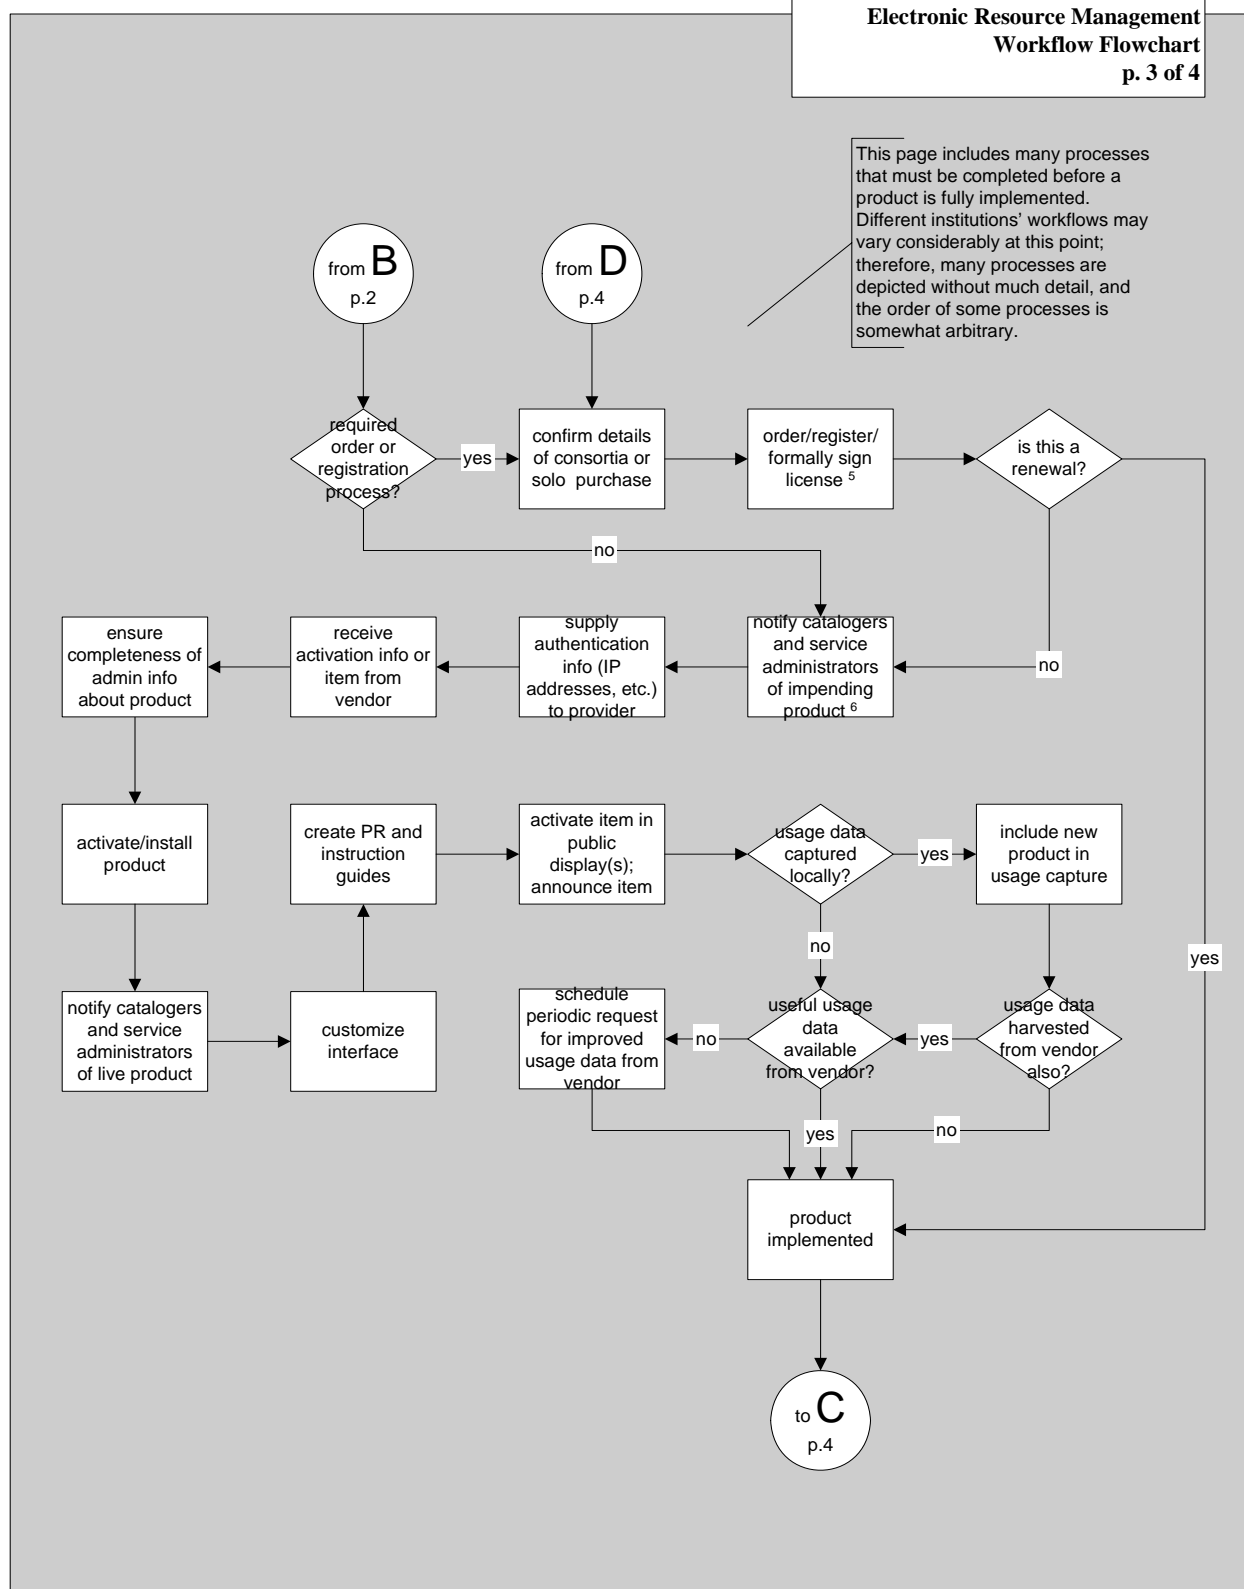 Electronic Resource Management
Workflow Flowchart
p. 3 of 4
This page includes many processes
that must be completed before a
product is fully implemented.
Different institutions’ workflows may
vary considerably at this point;
therefore, many processes are
depicted without much detail, and
the order of some processes is
somewhat arbitrary.
from B
p.2
from D
p.4
required
order or
registration
process?
yes
confirm details
of consortia or
solo purchase
order/register/
formally sign
license 5
is this a
renewal?
no
ensure
completeness of
admin info
about product
receive
activation info or
item from
vendor
supply
authentication
info (IP
addresses, etc.)
to provider
notify catalogers
and service
administrators
of impending
product 6
no
activate/install
product
create PR and
instruction
guides
activate item in
public
display(s);
announce item
usage data
captured
locally?
yes
include new
product in
usage capture
no
yes
notify catalogers
and service
administrators
of live product
customize
interface
schedule
periodic request
for improved
usage data from
vendor
no
useful usage
data
available
from vendor?
yes
usage data
harvested
from vendor
also?
yes
no
product
implemented
to C
p.4